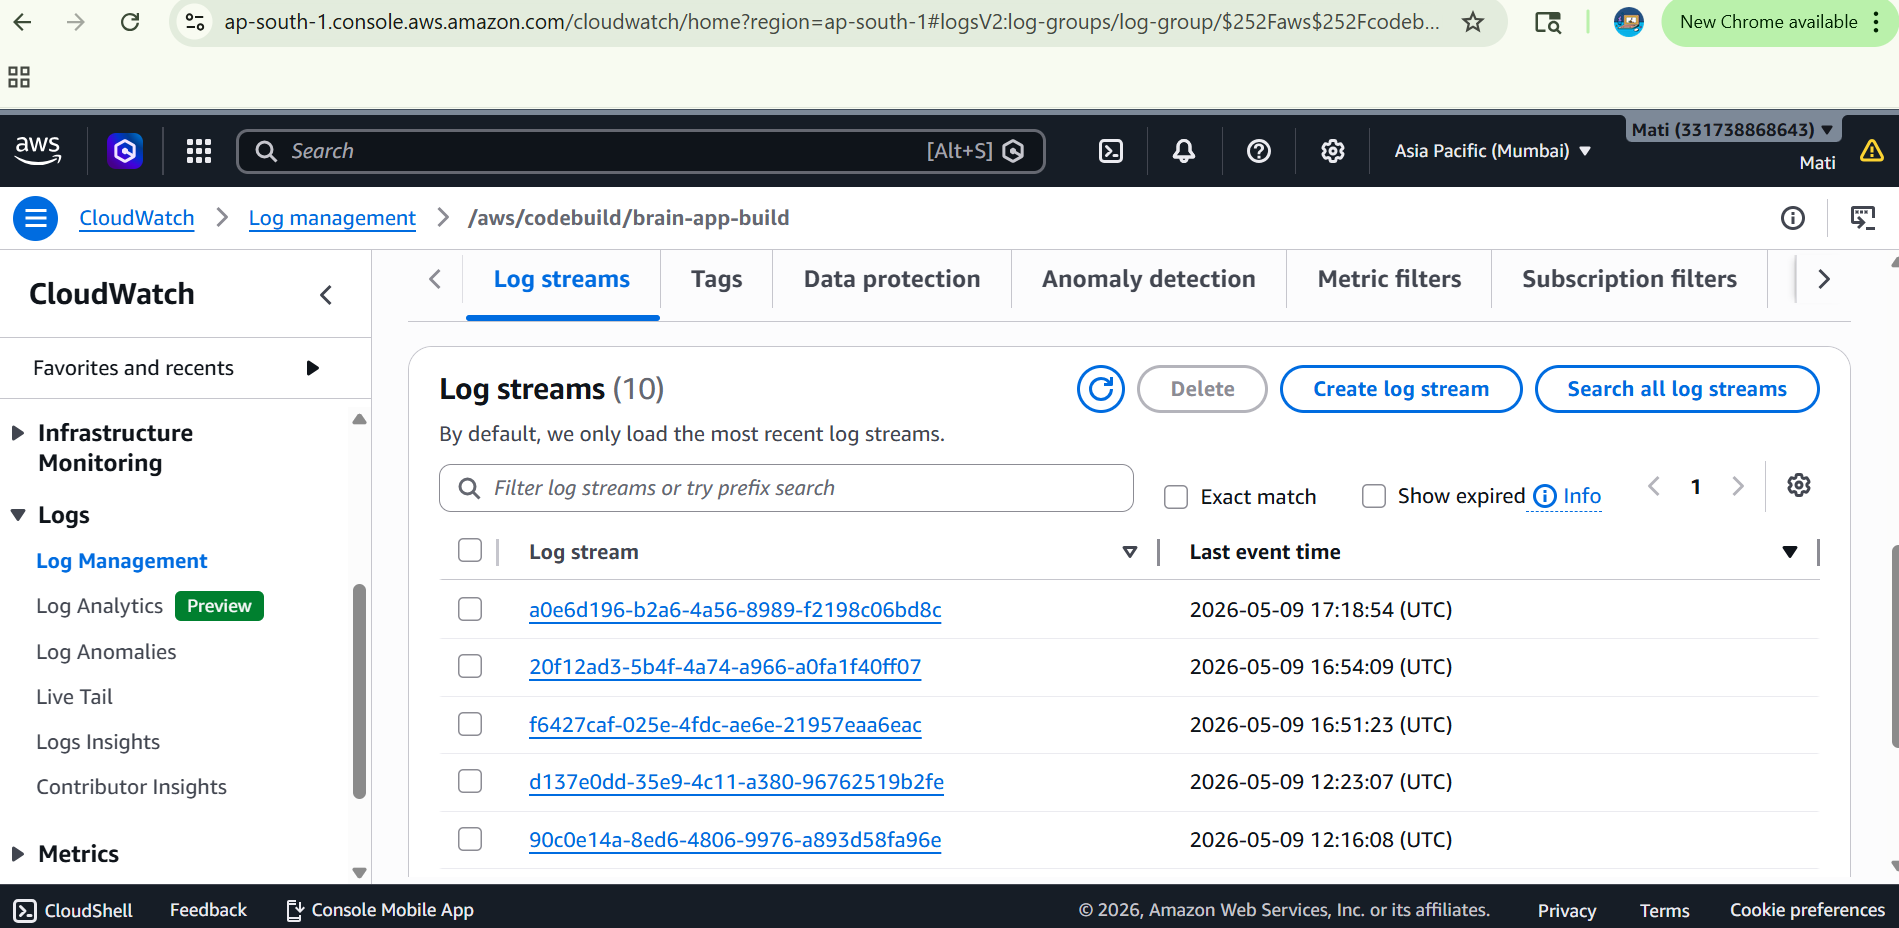 ap-south-1.console.aws.amazon.com/cloudwatch/home?region=ap-south-1#logsV2:log-groups/log-group/$252Faws$252Fcodeb...
New Chrome available
aws
Search
[Alt+S]
Asia Pacific (Mumbai)
Mati (331738868643)
Mati
CloudWatch
Log management
/aws/codebuild/brain-app-build
CloudWatch
Favorites and recents
Infrastructure
Monitoring
Logs
Log Management
Log Analytics Preview
Log Anomalies
Live Tail
Logs Insights
Contributor Insights
Metrics
Log streams
Tags
Data protection
Anomaly detection
Metric filters
Subscription filters
Log streams (10)
Delete
Create log stream
Search all log streams
By default, we only load the most recent log streams.
Filter log streams or try prefix search
Exact match
Show expired
Info
1
Log stream
Last event time
a0e6d196-b2a6-4a56-8989-f2198c06bd8c 2026-05-09 17:18:54 (UTC)
20f12ad3-5b4f-4a74-a966-a0fa1f40ff07 2026-05-09 16:54:09 (UTC)
f6427caf-025e-4fdc-ae6e-21957eaa6eac 2026-05-09 16:51:23 (UTC)
d137e0dd-35e9-4c11-a380-96762519b2fe 2026-05-09 12:23:07 (UTC)
90c0e14a-8ed6-4806-9976-a893d58fa96e 2026-05-09 12:16:08 (UTC)
CloudShell
Feedback
Console Mobile App
© 2026, Amazon Web Services, Inc. or its affiliates.
Privacy
Terms
Cookie preferences